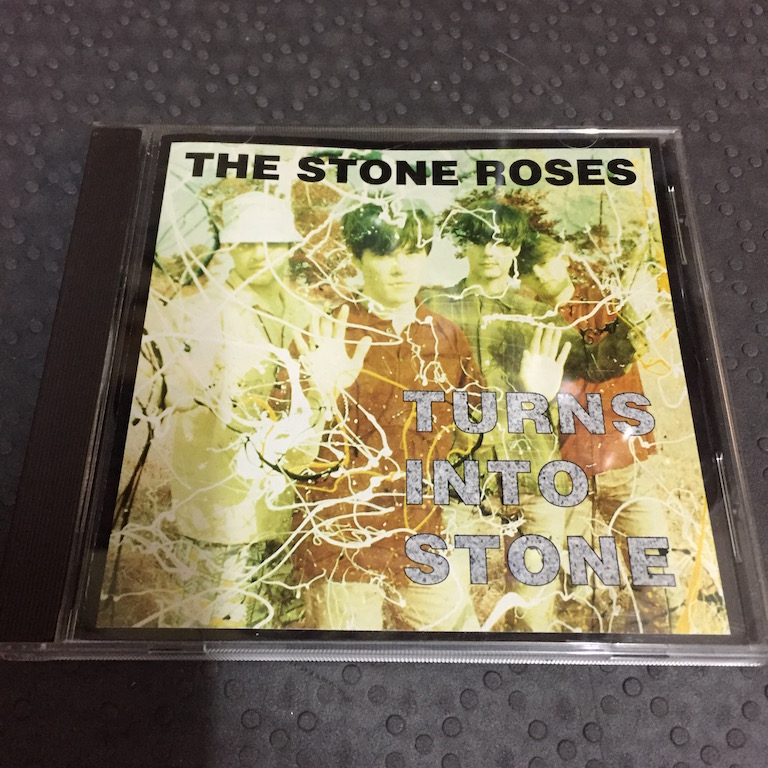 THE STONE ROSES
TURNS
INTO
STONE